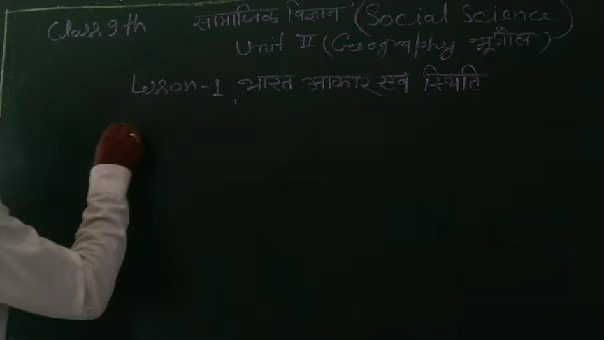 Class 9th सामाजिक विज्ञान (Social Science)
Unit II (Geography भूगोल)
Lesson-1, भारत आकार एवं स्थिति